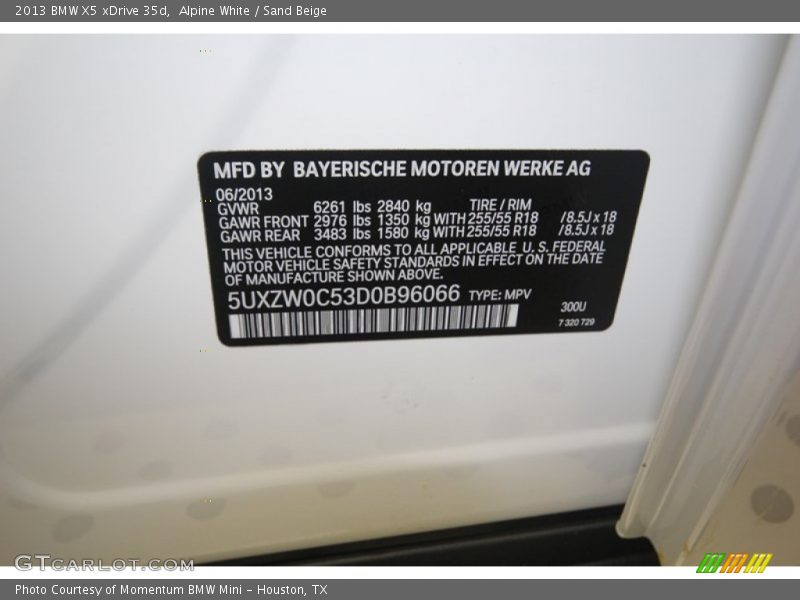 2013 BMW X5 xDrive 35d,  Alpine White / Sand Beige
MFD BY BAYERISCHE MOTOREN WERKE AG
06/2013
GVWR 6261 lbs 2840 kg TIRE / RIM
GAWR FRONT 2976 lbs 1350 kg WITH 255/55 R18 /8.5J x 18
GAWR REAR 3483 lbs 1580 kg WITH 255/55 R18 /8.5J x 18
THIS VEHICLE CONFORMS TO ALL APPLICABLE U. S. FEDERAL
MOTOR VEHICLE SAFETY STANDARDS IN EFFECT ON THE DATE
OF MANUFACTURE SHOWN ABOVE.
5UXZW0C53D0B96066 TYPE: MPV
300U
7 320 729
GTCARLOT.COM
Photo Courtesy of Momentum BMW Mini - Houston, TX